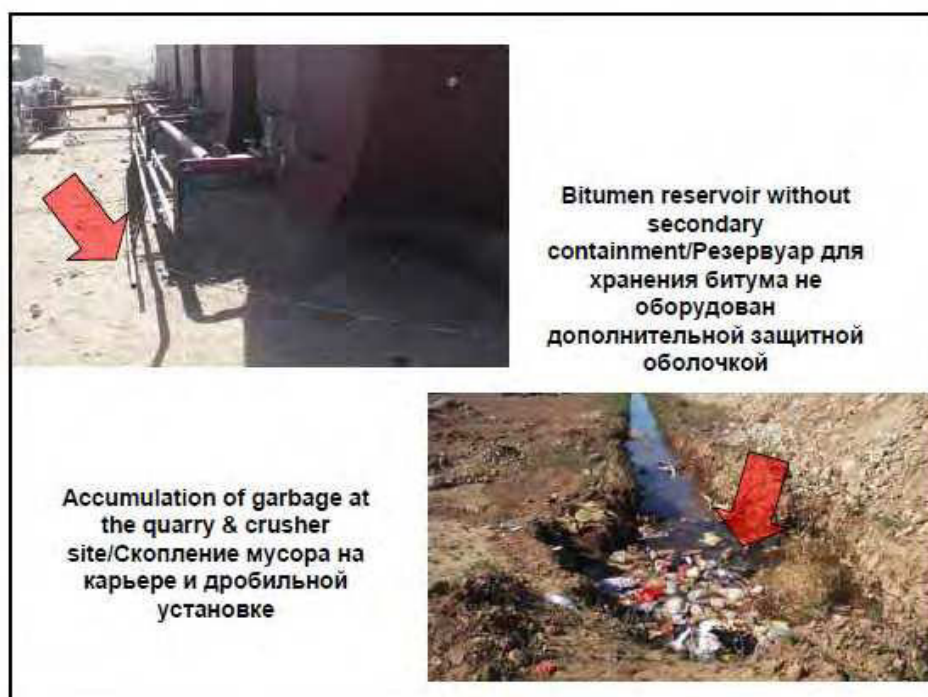 Bitumen reservoir without
secondary
containment/Резервуар для
хранения битума не
оборудован
дополнительной защитной
оболочкой
Accumulation of garbage at
the quarry & crusher
site/Скопление мусора на
карьере и дробильной
установке